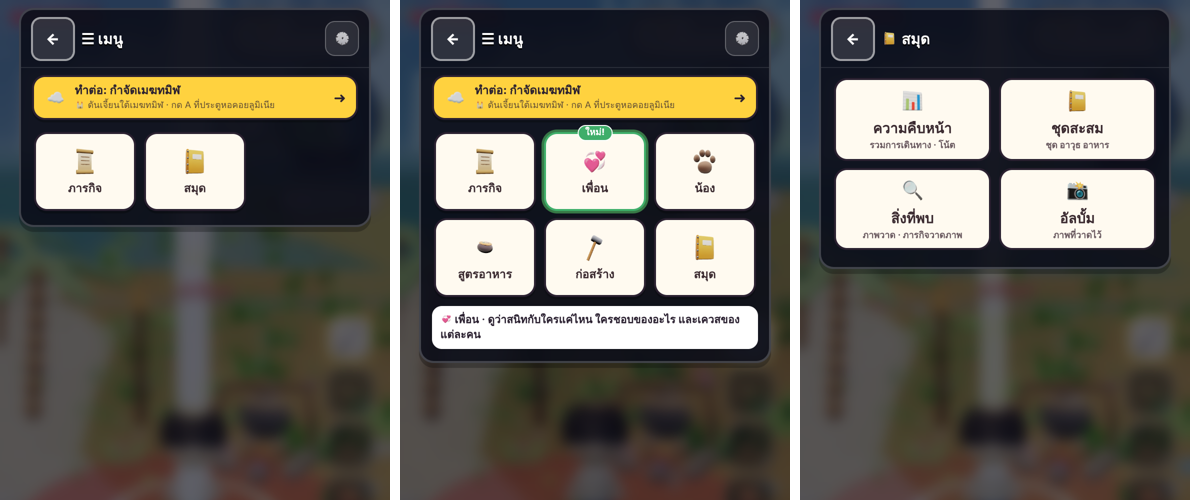 ☰ เมนู
ทำต่อ: กำจัดเมฆทมิฬ
ดันเจี้ยนใต้เมฆทมิฬ · กด A ที่ประตูหอคอยลูมิเนีย
→
ภารกิจ
สมุด
☰ เมนู
ทำต่อ: กำจัดเมฆทมิฬ
ดันเจี้ยนใต้เมฆทมิฬ · กด A ที่ประตูหอคอยลูมิเนีย
→
ใหม่!
ภารกิจ
เพื่อน
น้อง
สูตรอาหาร
ก่อสร้าง
สมุด
เพื่อน · ดูว่าสนิทกับใครแค่ไหน ใครชอบของอะไร และเควสของ
แต่ละคน
สมุด
ความคืบหน้า
รวมการเดินทาง · โน้ต
ชุดสะสม
ชุด อาวุธ อาหาร
สิ่งที่พบ
ภาพวาด · ภารกิจวาดภาพ
อัลบั้ม
ภาพที่วาดไว้